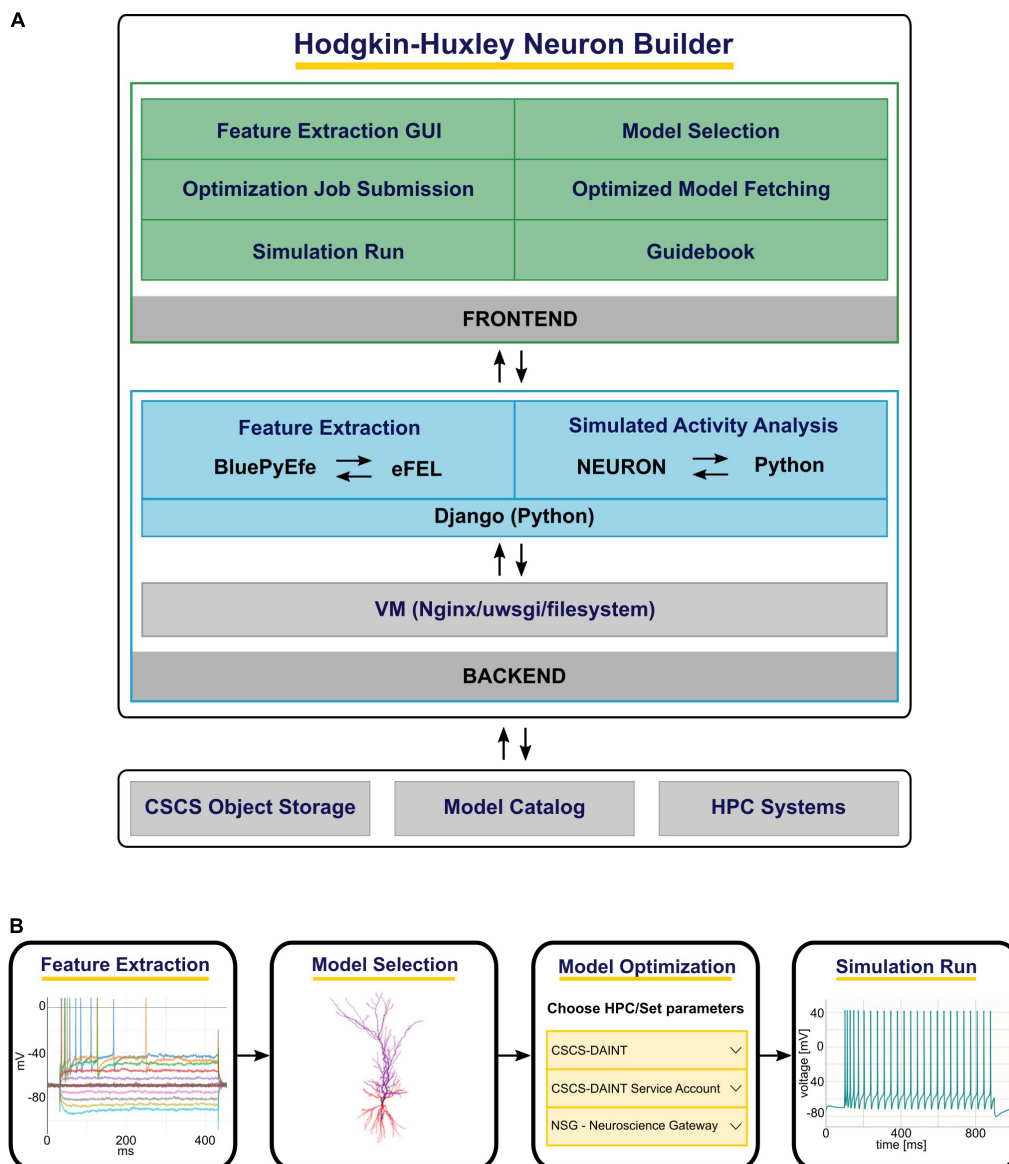 A
Hodgkin-Huxley Neuron Builder
Feature Extraction GUI
Model Selection
Optimization Job Submission
Optimized Model Fetching
Simulation Run
Guidebook
FRONTEND
Feature Extraction
Simulated Activity Analysis
BluePyEfe
eFEL
NEURON
Python
Django (Python)
VM (Nginx/uwsgi/filesystem)
BACKEND
CSCS Object Storage
Model Catalog
HPC Systems
B
Feature Extraction
0
-40
-80
mV
0
200
400
ms
Model Selection
Model Optimization
Choose HPC/Set parameters
CSCS-DAINT
CSCS-DAINT Service Account
NSG - Neuroscience Gateway
Simulation Run
40
0
40
-80
voltage [mV]
0
400
800
time [ms]